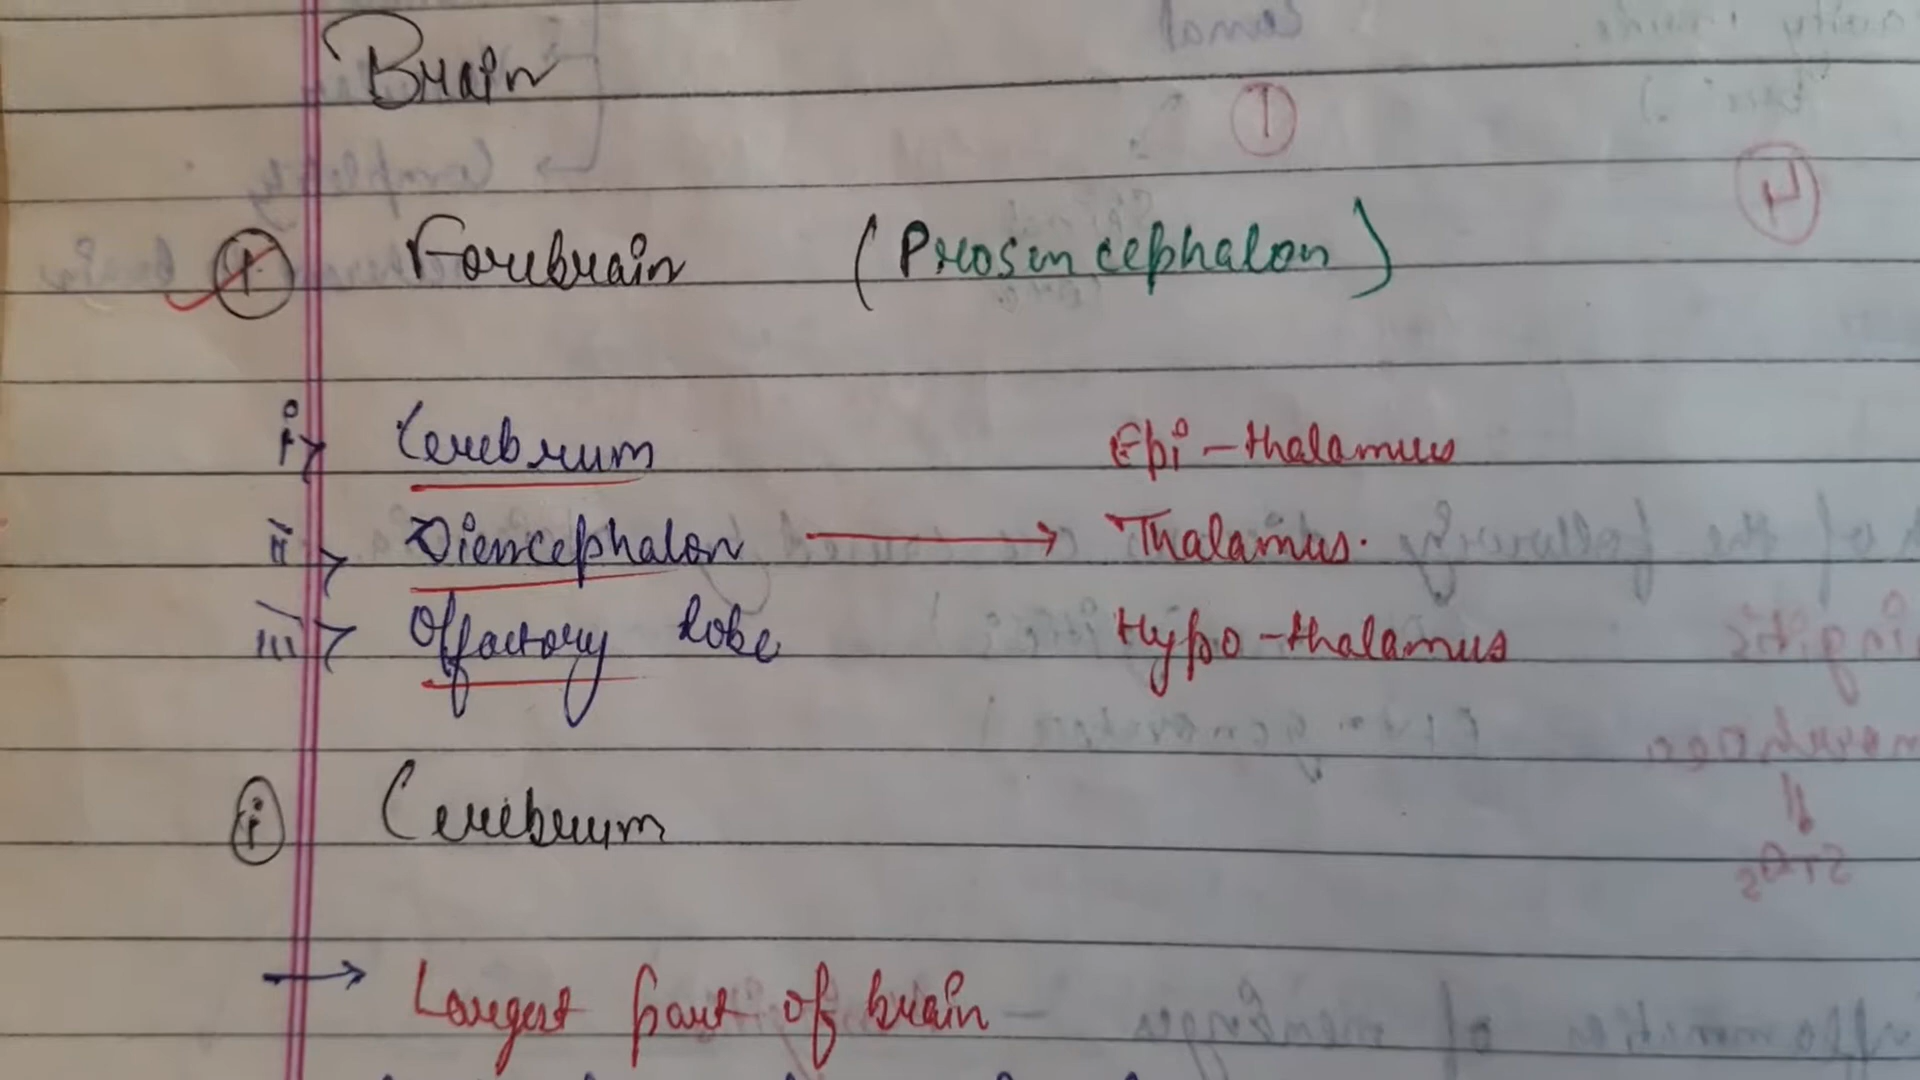 Brain
1 Forebrain (Prosencephalon)
i> Cerebrum Epi-thalamus
ii> Diencephalon → Thalamus.
iii> Olfactory lobe Hypo-thalamus
i Cerebrum
→ Largest part of brain